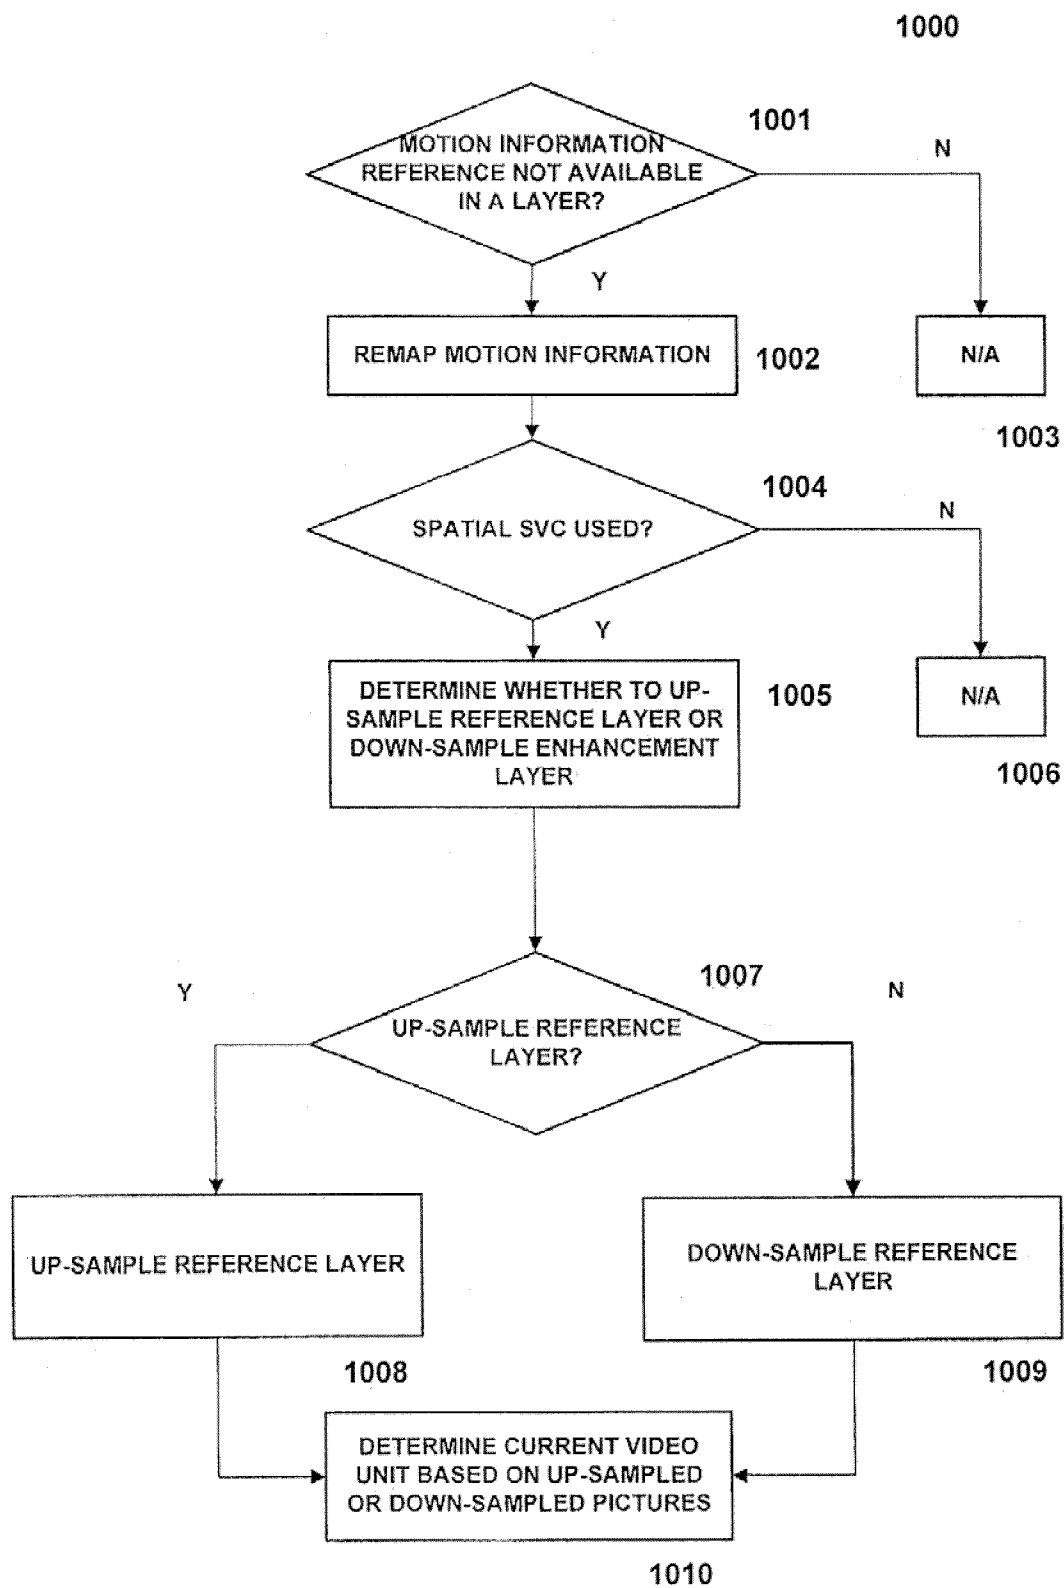 1000
MOTION INFORMATION
REFERENCE NOT AVAILABLE
IN A LAYER?
1001
N
Y
REMAP MOTION INFORMATION
1002
N/A
1003
SPATIAL SVC USED?
1004
N
Y
DETERMINE WHETHER TO UP-
SAMPLE REFERENCE LAYER OR
DOWN-SAMPLE ENHANCEMENT
LAYER
1005
N/A
1006
Y
1007
N
UP-SAMPLE REFERENCE
LAYER?
UP-SAMPLE REFERENCE LAYER
DOWN-SAMPLE REFERENCE
LAYER
1008
1009
DETERMINE CURRENT VIDEO
UNIT BASED ON UP-SAMPLED
OR DOWN-SAMPLED PICTURES
1010